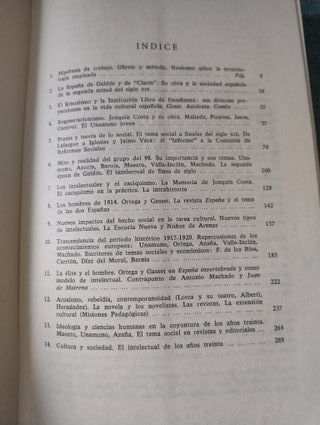 INDICE
1. Hipótesis de trabajo. Objeto y método. Nociones sobre la termino-
logía empleada ... Pág. 9
2. La España de Galdós y de "Clarín". Su obra y la sociedad española
de la segunda mitad del siglo XIX ... 19
3. El krausismo y la Institución Libre de Enseñanza: sus diversas pro-
yecciones en la vida cultural española. Giner, Azcárate, Cossío ... 37
4. Regeneracionismo. Joaquín Costa y su obra. Mallada, Picavea, Isern,
Ganivet. El Unamuno joven ... 57
5. Praxis y teoría de lo social. El tema social a finales del siglo XIX. De
Lafargue a Iglesias y Jaime Vera: el "Informe" a la Comisión de
Reformas Sociales ... 78
6. Mito y realidad del grupo del 98. Su importancia y sus temas. Una-
muno, Azorín, Baroja, Maeztu, Valle-Inclán, Machado. La segunda
época de Galdós. El intelectual de fines de siglo ... 100
7. Los intelectuales y el caciquismo. La Memoria de Joaquín Costa.
El caciquismo en la práctica. La intrahistoria ... 129
8. Los hombres de 1914. Ortega y Gasset. La revista España y el tema
de las dos Españas ... 142
9. Nuevos impactos del hecho social en la tarea cultural. Nuevos tipos de
intelectuales. La Escuela Nueva y Núñez de Arenas ... 167
10. Trascendencia del período histórico 1917-1920. Repercusiones de los
acontecimientos europeos: Unamuno, Ortega, Araña, Valle-Inclán,
Machado. Escritores de temas sociales y económicos: F. de los Ríos,
Carrión, Díaz del Moral, Bernis ... 185
11. La élite y el hombre. Ortega y Gasset en España invertebrada y como
modelo de intelectual. Contrapunto de Antonio Machado y Juan
de Mairena ... 222
12. Arcaísmo, rebeldía, contemporaneidad (Lorca y su teatro, Alberti,
Hernández). La novela y los novelistas. Las revistas. La extensión
cultural (Misiones Pedagógicas) ... 237
13. Ideología y ciencias humanas en la coyuntura de los años treinta.
Maeztu, Unamuno, Azaña. El tema social en revistas y editoriales ... 264
14. Cultura y sociedad. El intelectual de los años treinta ... 288